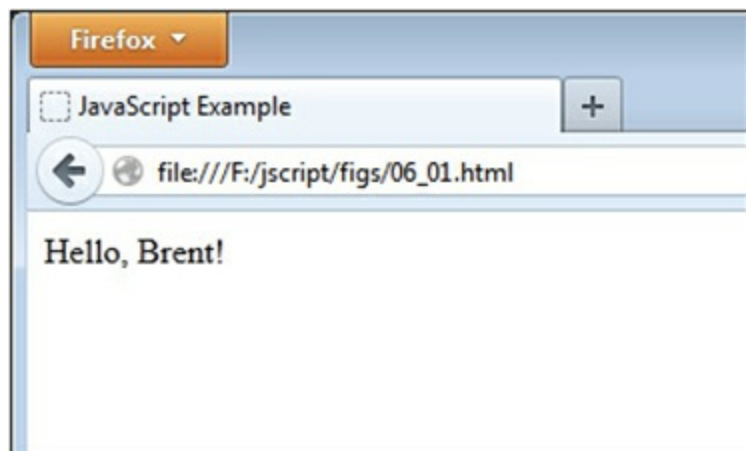 Firefox
JavaScript Example
file:///F:/jscript/figs/06_01.html
Hello, Brent!